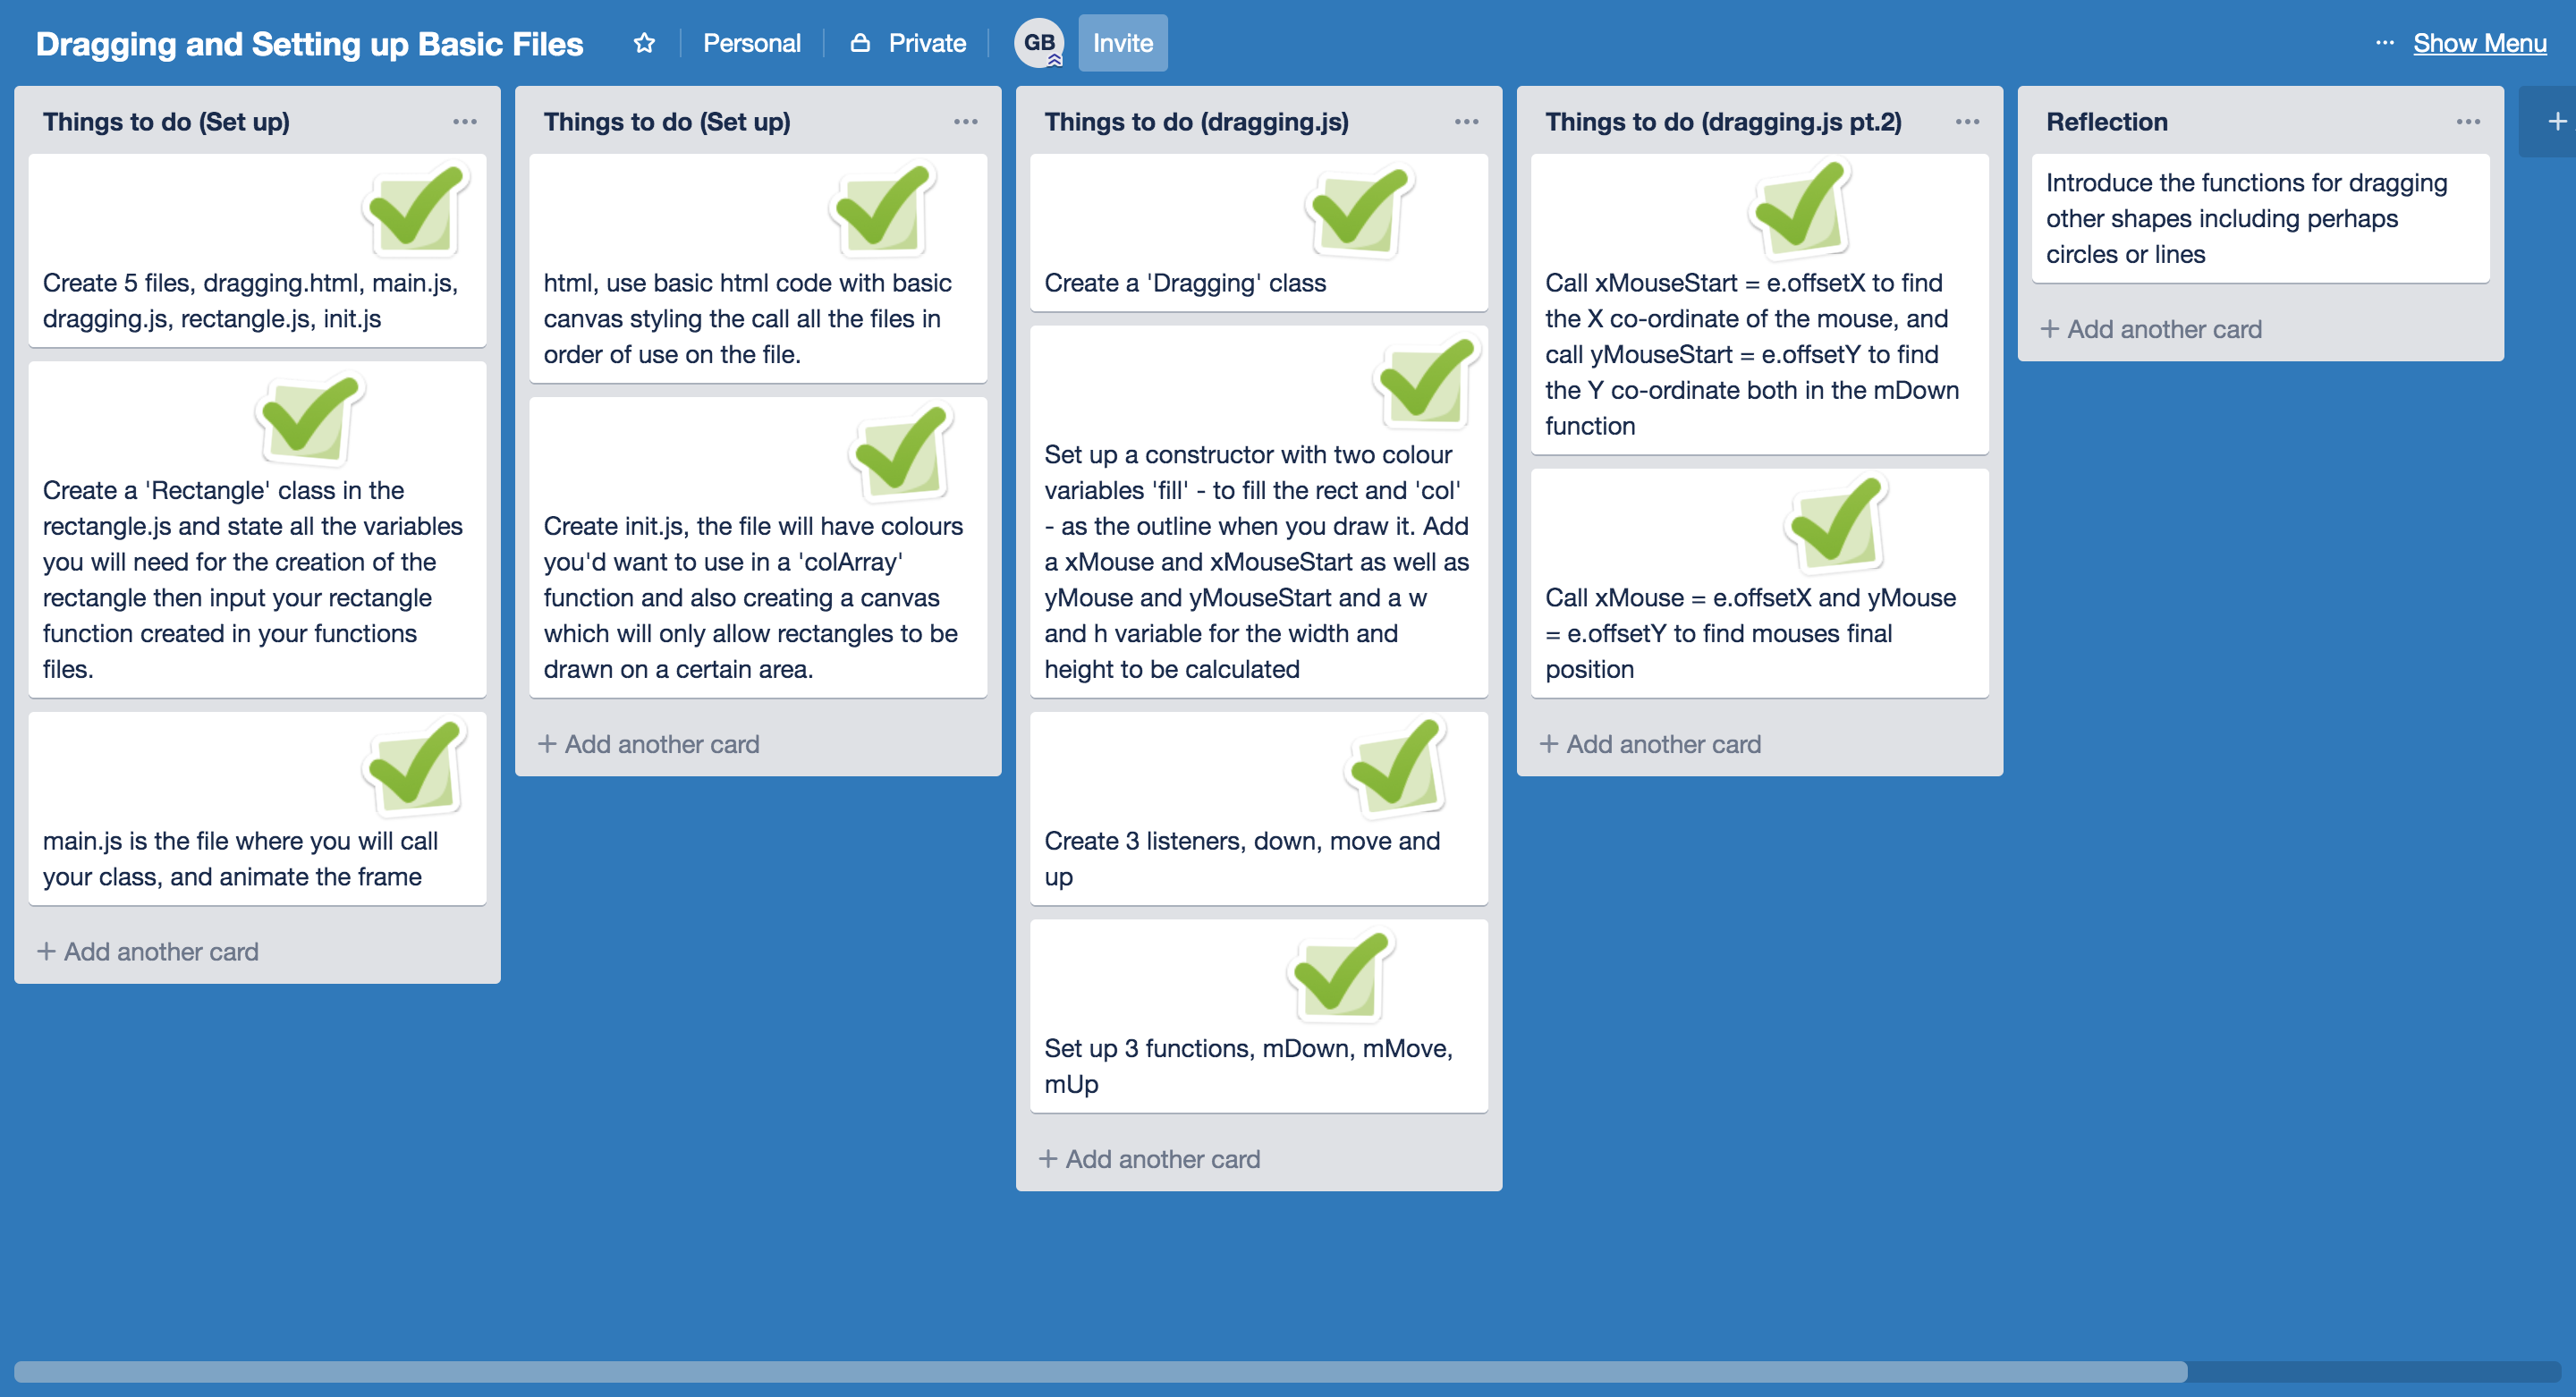 Dragging and Setting up Basic Files
Personal
Private
GB
Invite
... Show Menu
Things to do (Set up)
Create 5 files, dragging.html, main.js,
dragging.js, rectangle.js, init.js
Create a 'Rectangle' class in the
rectangle.js and state all the variables
you will need for the creation of the
rectangle then input your rectangle
function created in your functions
files.
main.js is the file where you will call
your class, and animate the frame
+ Add another card
Things to do (Set up)
html, use basic html code with basic
canvas styling the call all the files in
order of use on the file.
Create init.js, the file will have colours
you'd want to use in a 'colArray'
function and also creating a canvas
which will only allow rectangles to be
drawn on a certain area.
+ Add another card
Things to do (dragging.js)
Create a 'Dragging' class
Set up a constructor with two colour
variables 'fill' - to fill the rect and 'col'
- as the outline when you draw it. Add
a xMouse and xMouseStart as well as
yMouse and yMouseStart and a w
and h variable for the width and
height to be calculated
Create 3 listeners, down, move and
up
Set up 3 functions, mDown, mMove,
mUp
+ Add another card
Things to do (dragging.js pt.2)
Call xMouseStart = e.offsetX to find
the X co-ordinate of the mouse, and
call yMouseStart = e.offsetY to find
the Y co-ordinate both in the mDown
function
Call xMouse = e.offsetX and yMouse
= e.offsetY to find mouses final
position
+ Add another card
Reflection
Introduce the functions for dragging
other shapes including perhaps
circles or lines
+ Add another card